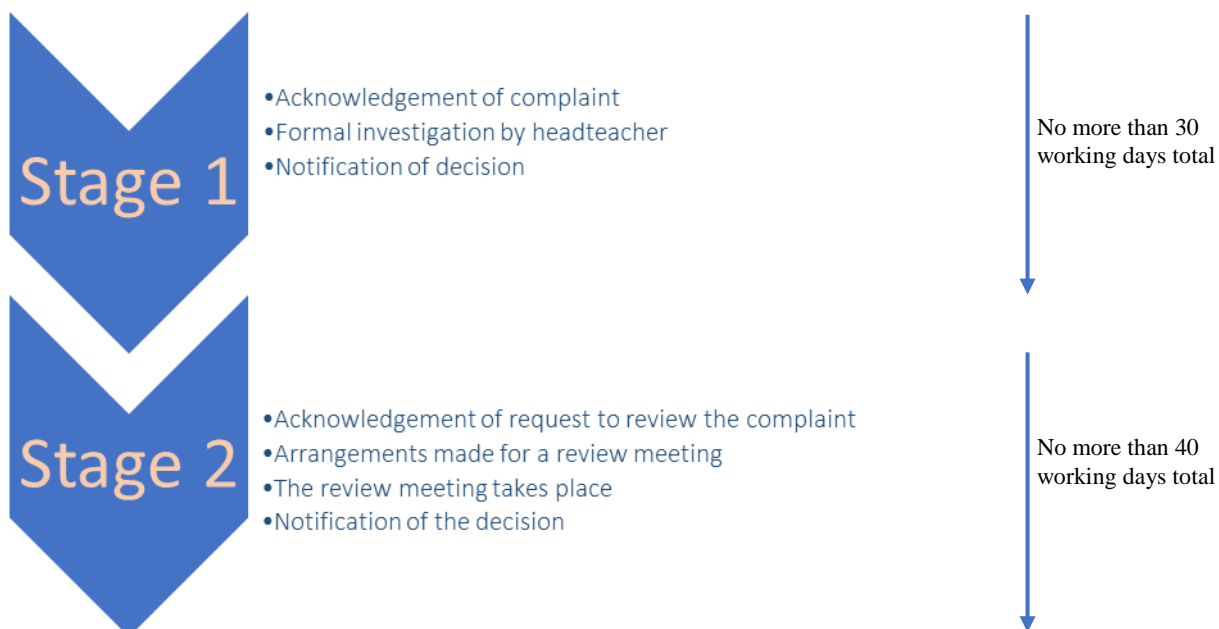 Stage 1
•Acknowledgement of complaint
•Formal investigation by headteacher
•Notification of decision
No more than 30
working days total
Stage 2
•Acknowledgement of request to review the complaint
•Arrangements made for a review meeting
•The review meeting takes place
•Notification of the decision
No more than 40
working days total